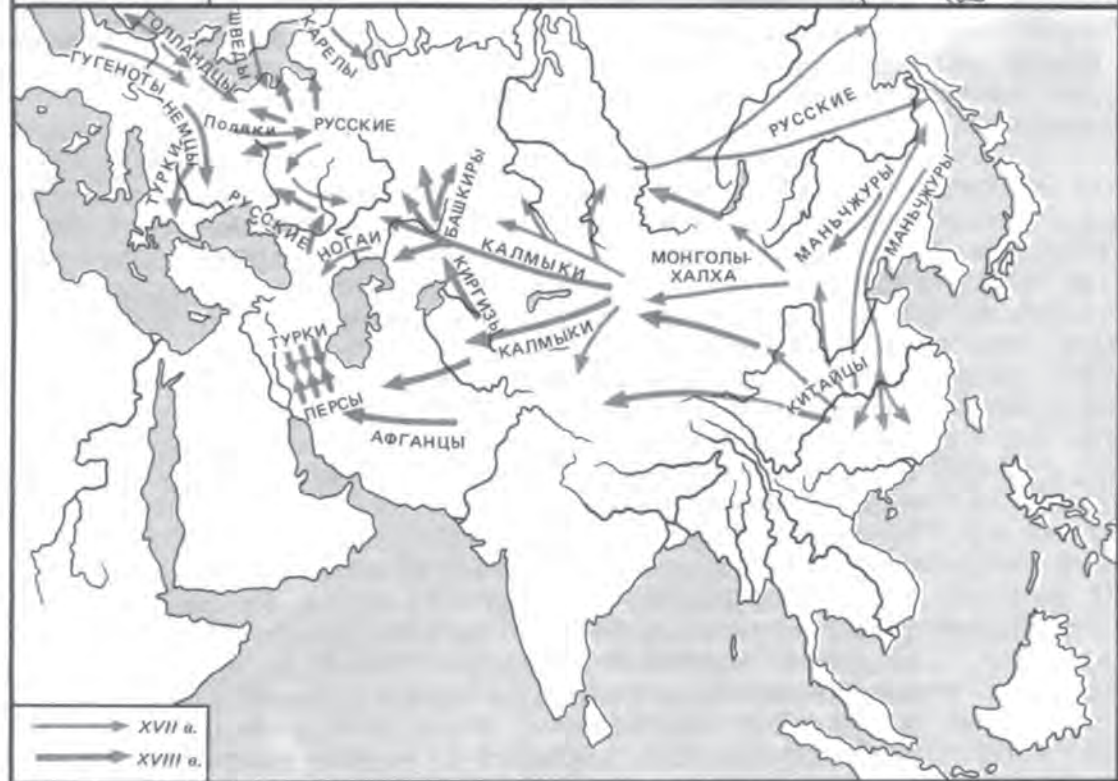 ГОЛЛАНДЦЫ
ШВЕДЫ
КАРЕЛЫ
ГУГЕНОТЫ
НЕМЦЫ
Поляки
РУССКИЕ
РУССКИЕ
ТУРКИ
РУССКИЕ
БАШКИРЫ
МАНЬЧЖУРЫ
МАНЬЧЖУРЫ
НОГАИ
КАЛМЫКИ
МОНГОЛЫ-
ХАЛХА
КИРГИЗЫ
ТУРКИ
КАЛМЫКИ
КИТАЙЦЫ
ПЕРСЫ
АФГАНЦЫ
XVII в.
XVIII в.